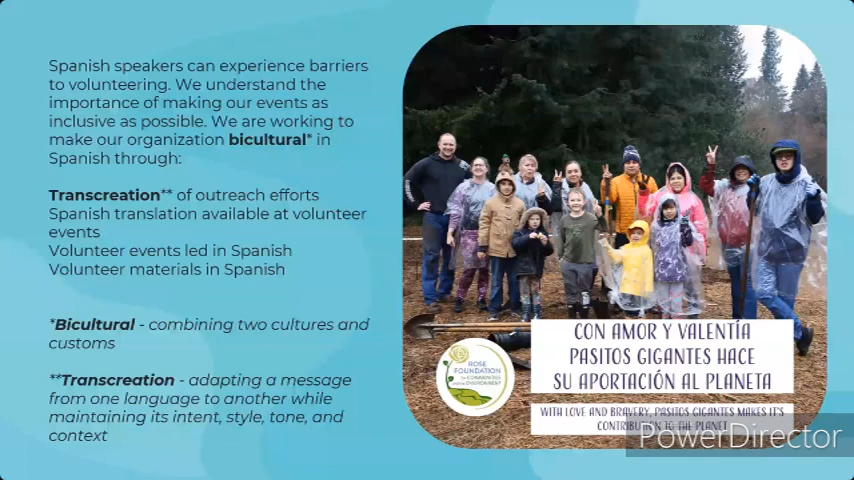 Spanish speakers can experience barriers
to volunteering. We understand the
importance of making our events as
inclusive as possible. We are working to
make our organization bicultural* in
Spanish through:
Transcreation** of outreach efforts
Spanish translation available at volunteer
events
Volunteer events led in Spanish
Volunteer materials in Spanish
*Bicultural - combining two cultures and
customs
**Transcreation - adapting a message
from one language to another while
maintaining its intent, style, tone, and
context
ROSE
FOUNDATION
for COMMUNITIES
and the ENVIRONMENT
CON AMOR Y VALENTÍA
PASITOS GIGANTES HACE
SU APORTACIÓN AL PLANETA
WITH LOVE AND BRAVERY, PASITOS GIGANTES MAKES IT'S
CONTRIBUTION TO THE PLANET
PowerDirector